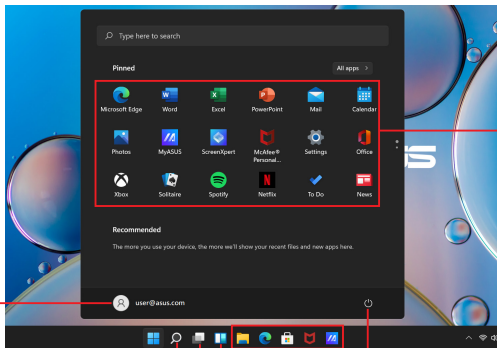 Type here to search
Pinned
All apps >
Microsoft Edge
Word
Excel
PowerPoint
Mail
Calendar
Photos
MyASUS
ScreenXpert
McAfee®
Personal...
Settings
Office
Xbox
Solitaire
Spotify
Netflix
To Do
News
Recommended
The more you use your device, the more we'll show your recent files and new apps here.
user@asus.com